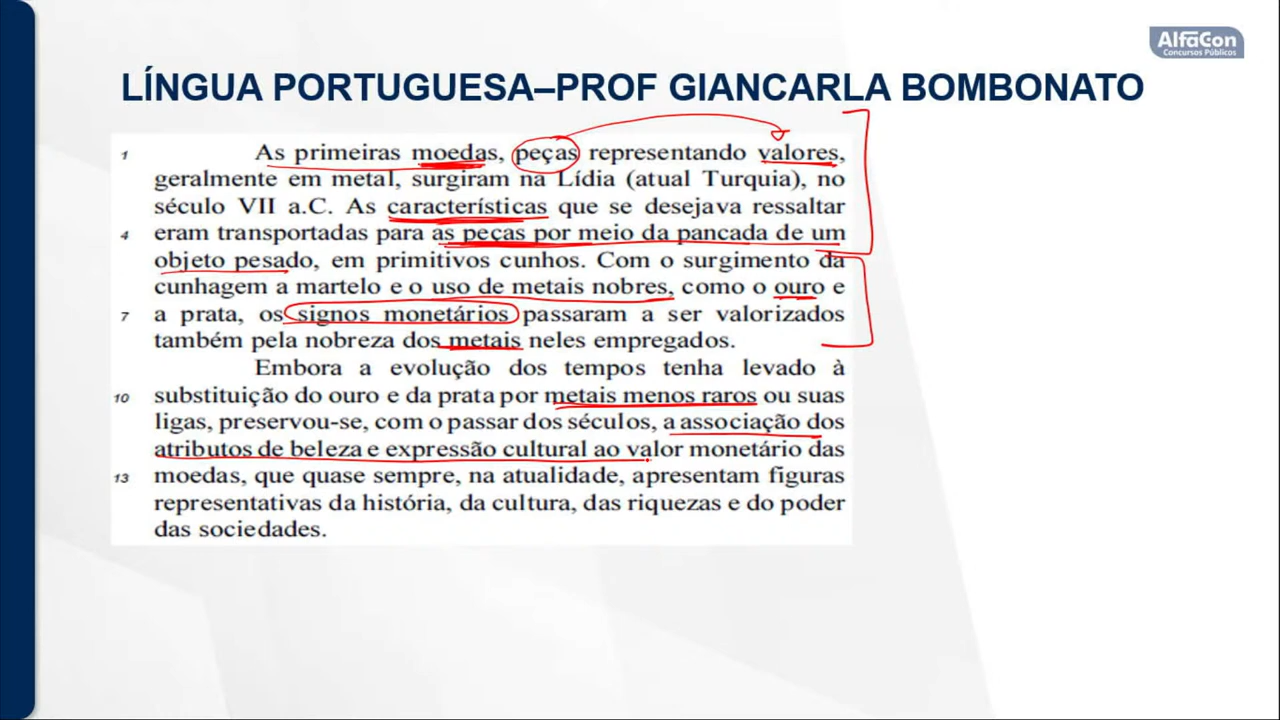 AlfaCon
Concursos Públicos
LÍNGUA PORTUGUESA–PROF GIANCARLA BOMBONATO
1 As primeiras moedas, peças representando valores,
geralmente em metal, surgiram na Lídia (atual Turquia), no
século VII a.C. As características que se desejava ressaltar
4 eram transportadas para as peças por meio da pancada de um
objeto pesado, em primitivos cunhos. Com o surgimento da
cunhagem a martelo e o uso de metais nobres, como o ouro e
7 a prata, os signos monetários passaram a ser valorizados
também pela nobreza dos metais neles empregados.
Embora a evolução dos tempos tenha levado à
10 substituição do ouro e da prata por metais menos raros ou suas
ligas, preservou-se, com o passar dos séculos, a associação dos
atributos de beleza e expressão cultural ao valor monetário das
13 moedas, que quase sempre, na atualidade, apresentam figuras
representativas da história, da cultura, das riquezas e do poder
das sociedades.